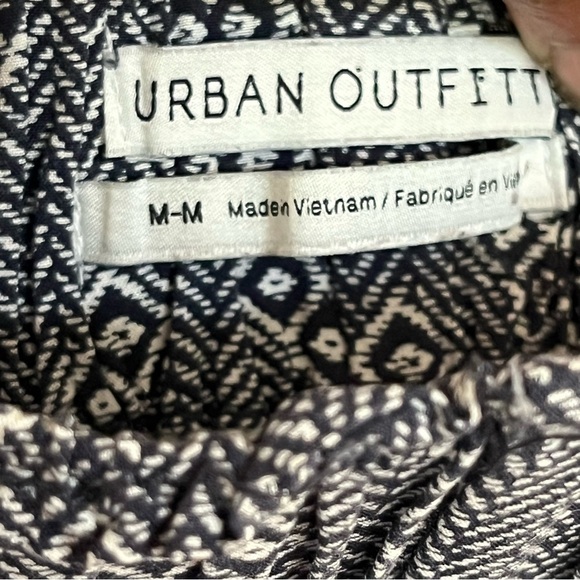 URBAN OUTFITT
M-M Maden Vietnam / Fabriqué en